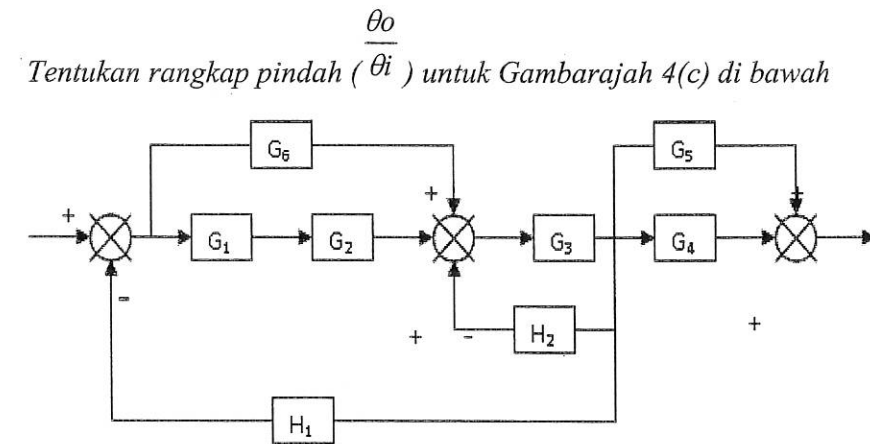 θo
Tentukan rangkap pindah ( θi ) untuk Gambarajah 4(c) di bawah
G₆
G₅
+
+
+
G₁
G₂
G₃
G₄
-
+
-
H₂
+
H₁